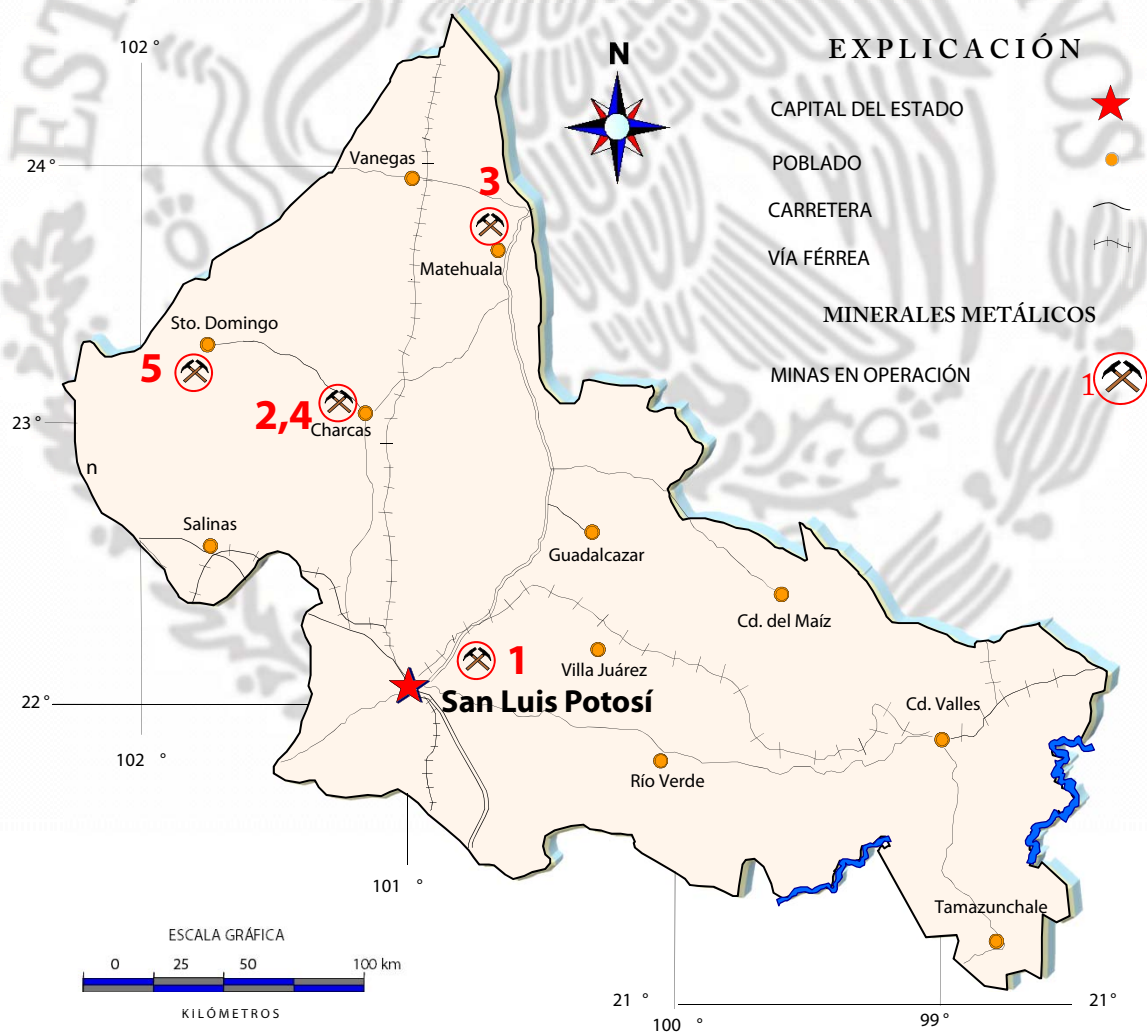 102 °
N
EXPLICACIÓN
CAPITAL DEL ESTADO
POBLADO
CARRETERA
VÍA FÉRREA
MINERALES METÁLICOS
MINAS EN OPERACIÓN
1
24°
Vanegas
3
Matehuala
Sto. Domingo
5
2,4
Charcas
23°
n
Salinas
Guadalcazar
Cd. del Maíz
1
Villa Juárez
San Luis Potosí
22°
Cd. Valles
102 °
Río Verde
101 °
Tamazunchale
ESCALA GRÁFICA
0 25 50 100 km
KILÓMETROS
21 °
21 °
100 °
99°
EST
NOS